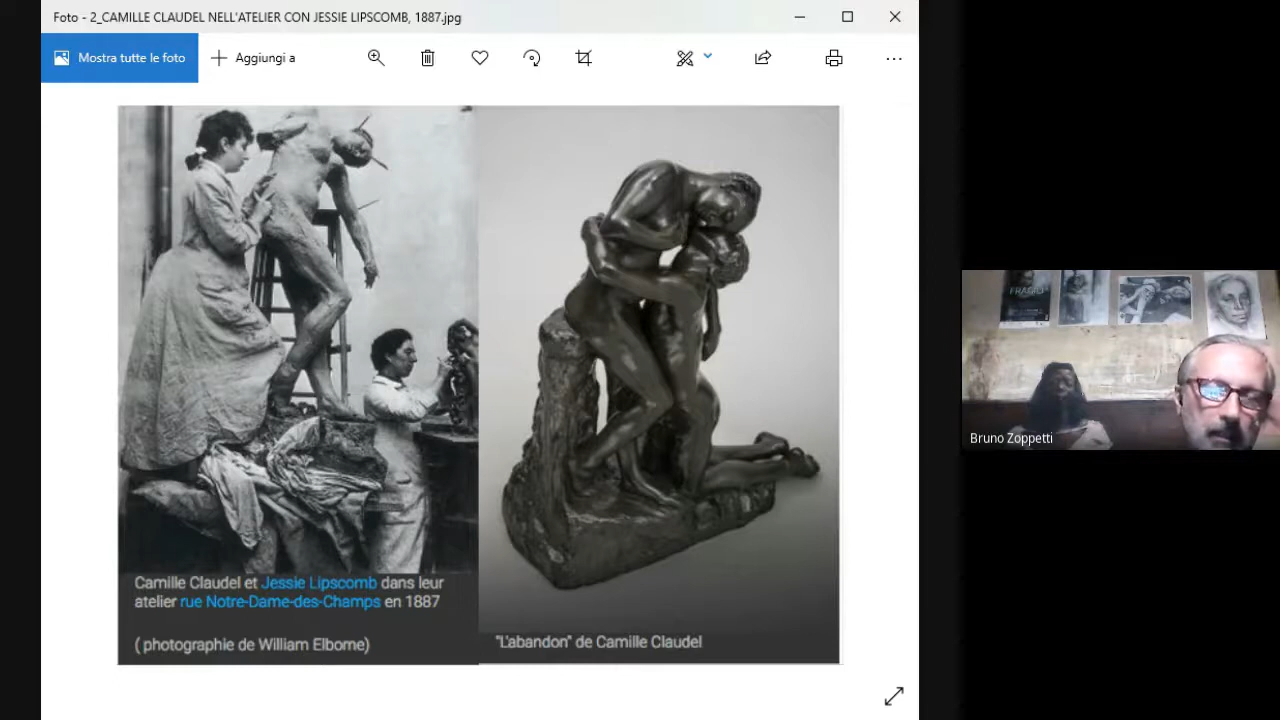 Foto - 2_CAMILLE CLAUDEL NELL'ATELIER CON JESSIE LIPSCOMB, 1887.jpg
Mostra tutte le foto
Aggiungi a
Camille Claudel et Jessie Lipscomb dans leur
atelier rue Notre-Dame-des-Champs en 1887
( photographie de William Elborne)
"L'abandon" de Camille Claudel
FRAGIO
Bruno Zoppetti